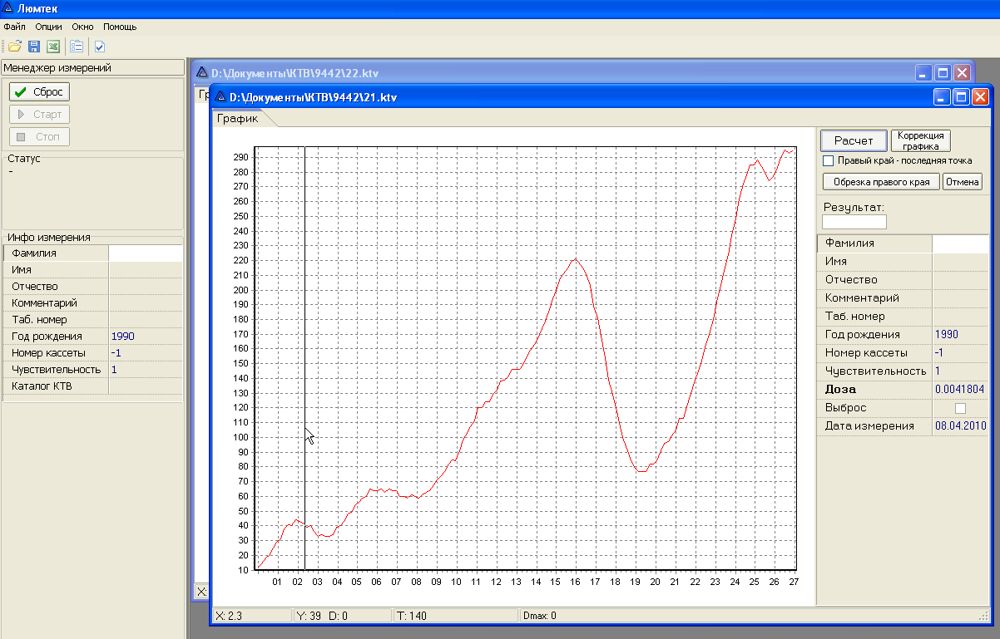 Люмтек
Файл Опции Окно Помощь
Менеджер измерений
Сброс
Старт
Стоп
Статус
-
Инфо измерения
Фамилия
Имя
Отчество
Комментарий
Таб. номер
Год рождения 1990
Номер кассеты -1
Чувствительность 1
Каталог КТВ
D:\Документы\КТВ\9442\22.ktv
Гр
X:
D:\Документы\КТВ\9442\21.ktv
График
290
280
270
260
250
240
230
220
210
200
190
180
170
160
150
140
130
120
110
100
90
80
70
60
50
40
30
20
10
01 02 03 04 05 06 07 08 09 10 11 12 13 14 15 16 17 18 19 20 21 22 23 24 25 26 27
Расчет
Коррекция графика
Правый край - последняя точка
Обрезка правого края Отмена
Результат:
Фамилия
Имя
Отчество
Комментарий
Таб. номер
Год рождения 1990
Номер кассеты -1
Чувствительность 1
Доза 0.0041804
Выброс
Дата измерения 08.04.2010
X: 2.3 Y: 39 D: 0 T: 140 Dmax: 0